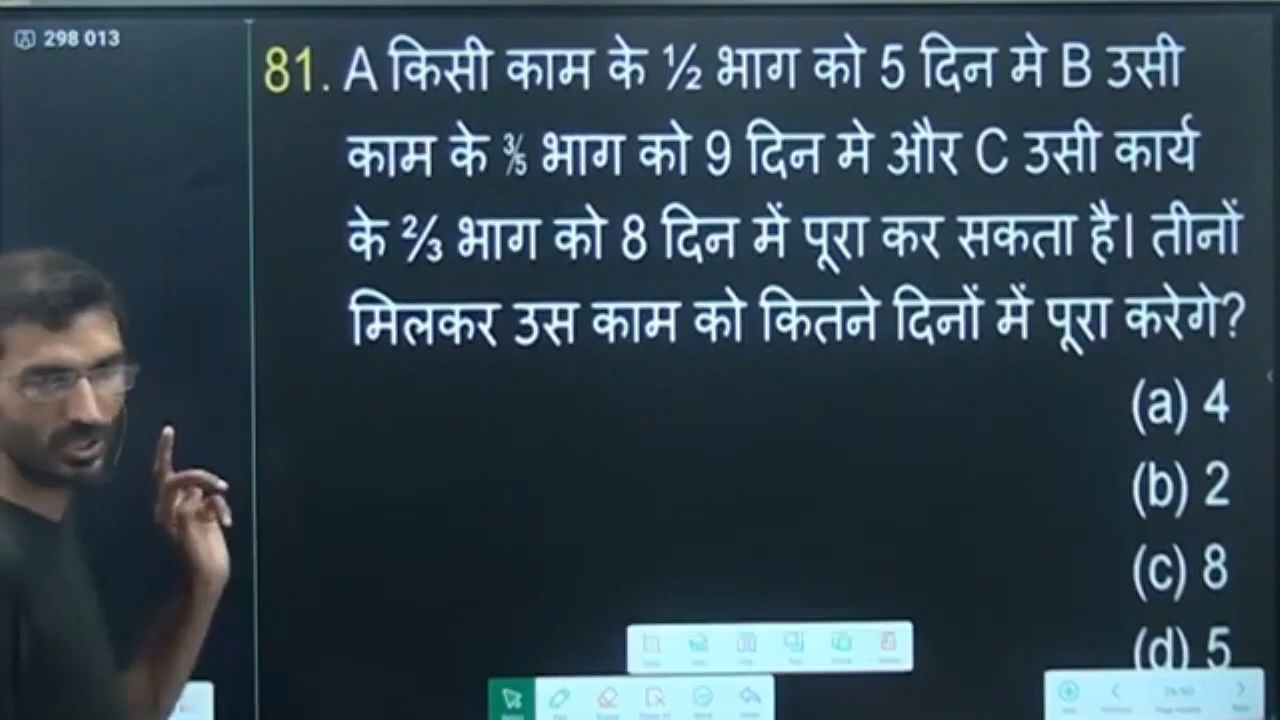 298 013
81. A किसी काम के ½ भाग को 5 दिन मे B उसी
काम के ⅗ भाग को 9 दिन मे और C उसी कार्य
के ⅔ भाग को 8 दिन में पूरा कर सकता है। तीनों
मिलकर उस काम को कितने दिनों में पूरा करेगे?
(a) 4
(b) 2
(c) 8
(d) 5